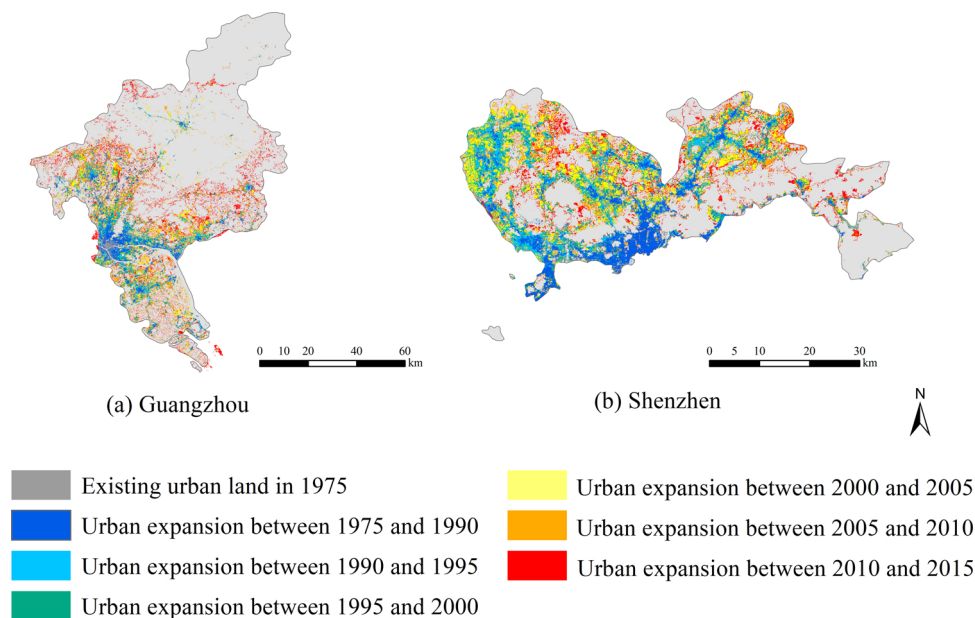 0 10 20 40 60
km
0 5 10 20 30
km
(a) Guangzhou
(b) Shenzhen
N
Existing urban land in 1975
Urban expansion between 1975 and 1990
Urban expansion between 1990 and 1995
Urban expansion between 1995 and 2000
Urban expansion between 2000 and 2005
Urban expansion between 2005 and 2010
Urban expansion between 2010 and 2015